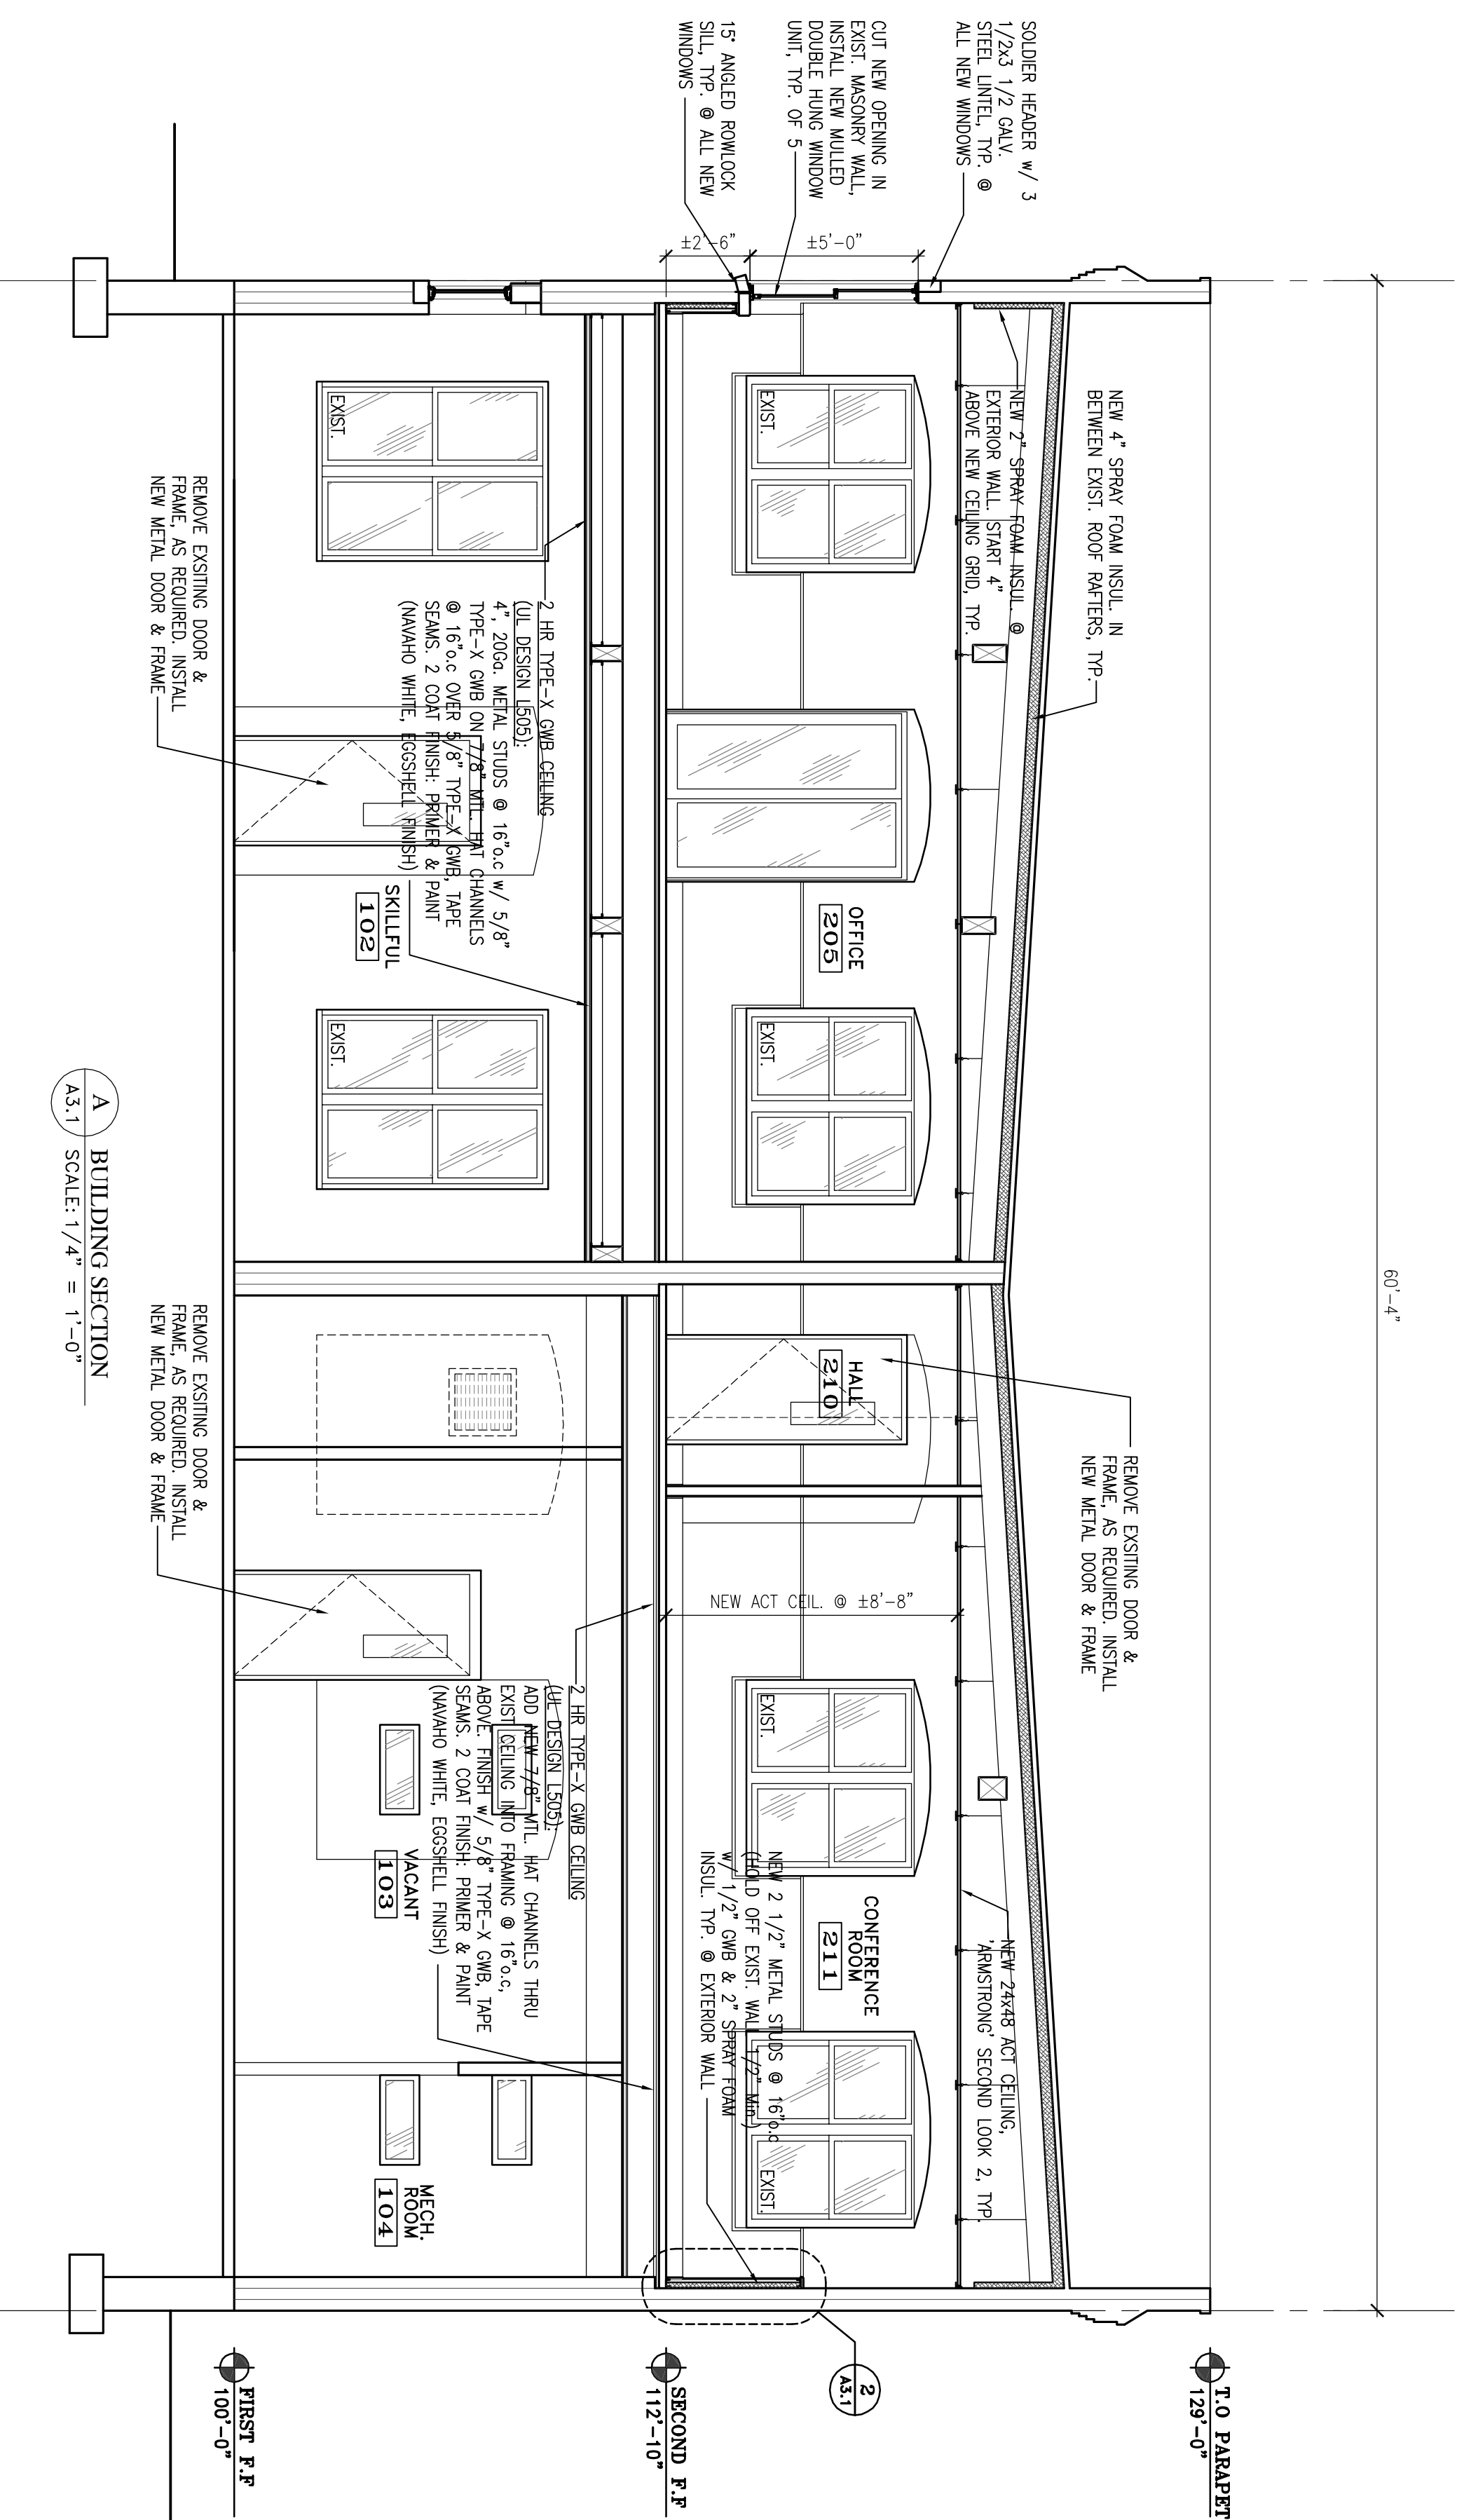 60'-4"
SOLDIER HEADER w/ 3
1/2x3 1/2 GALV.
STEEL LINTEL, TYP. @
ALL NEW WINDOWS
CUT NEW OPENING IN
EXIST. MASONRY WALL,
INSTALL NEW MULLED
DOUBLE HUNG WINDOW
UNIT, TYP. OF 5
15° ANGLED ROWLOCK
SILL, TYP. @ ALL NEW
WINDOWS
±5'-0"
±2'-6"
NEW 4" SPRAY FOAM INSUL. IN
BETWEEN EXIST. ROOF RAFTERS, TYP.
NEW 2" SPRAY FOAM INSUL. @
EXTERIOR WALL. START 4"
ABOVE NEW CEILING GRID, TYP.
REMOVE EXSITING DOOR &
FRAME, AS REQUIRED. INSTALL
NEW METAL DOOR & FRAME
NEW 24x48 ACT CEILING,
'ARMSTRONG' SECOND LOOK 2, TYP.
EXIST.
OFFICE
205
EXIST.
HALL
210
NEW ACT CEIL. @ ±8'-8"
EXIST.
CONFERENCE
ROOM
211
EXIST.
NEW 2 1/2" METAL STUDS @ 16"o.c
(HOLD OFF EXIST. WALL 1/2" Min.)
w/ 1/2" GWB & 2" SPRAY FOAM
INSUL. TYP. @ EXTERIOR WALL
2
A3.1
T.O PARAPET
129'-0"
SECOND F.F
112'-10"
FIRST F.F
100'-0"
2 HR TYPE-X GWB CEILING
(UL DESIGN L505):
4", 20Ga. METAL STUDS @ 16"o.c w/ 5/8"
TYPE-X GWB ON 7/8" MTL. HAT CHANNELS
@ 16"o.c OVER 5/8" TYPE-X GWB, TAPE
SEAMS. 2 COAT FINISH: PRIMER & PAINT
(NAVAHO WHITE, EGGSHELL FINISH)
EXIST.
SKILLFUL
102
EXIST.
2 HR TYPE-X GWB CEILING
(UL DESIGN L505):
ADD NEW 7/8" MTL. HAT CHANNELS THRU
EXIST CEILING INTO FRAMING @ 16"o.c,
ABOVE. FINISH w/ 5/8" TYPE-X GWB, TAPE
SEAMS. 2 COAT FINISH: PRIMER & PAINT
(NAVAHO WHITE, EGGSHELL FINISH)
VACANT
103
MECH.
ROOM
104
REMOVE EXSITING DOOR &
FRAME, AS REQUIRED. INSTALL
NEW METAL DOOR & FRAME
REMOVE EXSITING DOOR &
FRAME, AS REQUIRED. INSTALL
NEW METAL DOOR & FRAME
A
A3.1
BUILDING SECTION
SCALE: 1/4" = 1'-0"